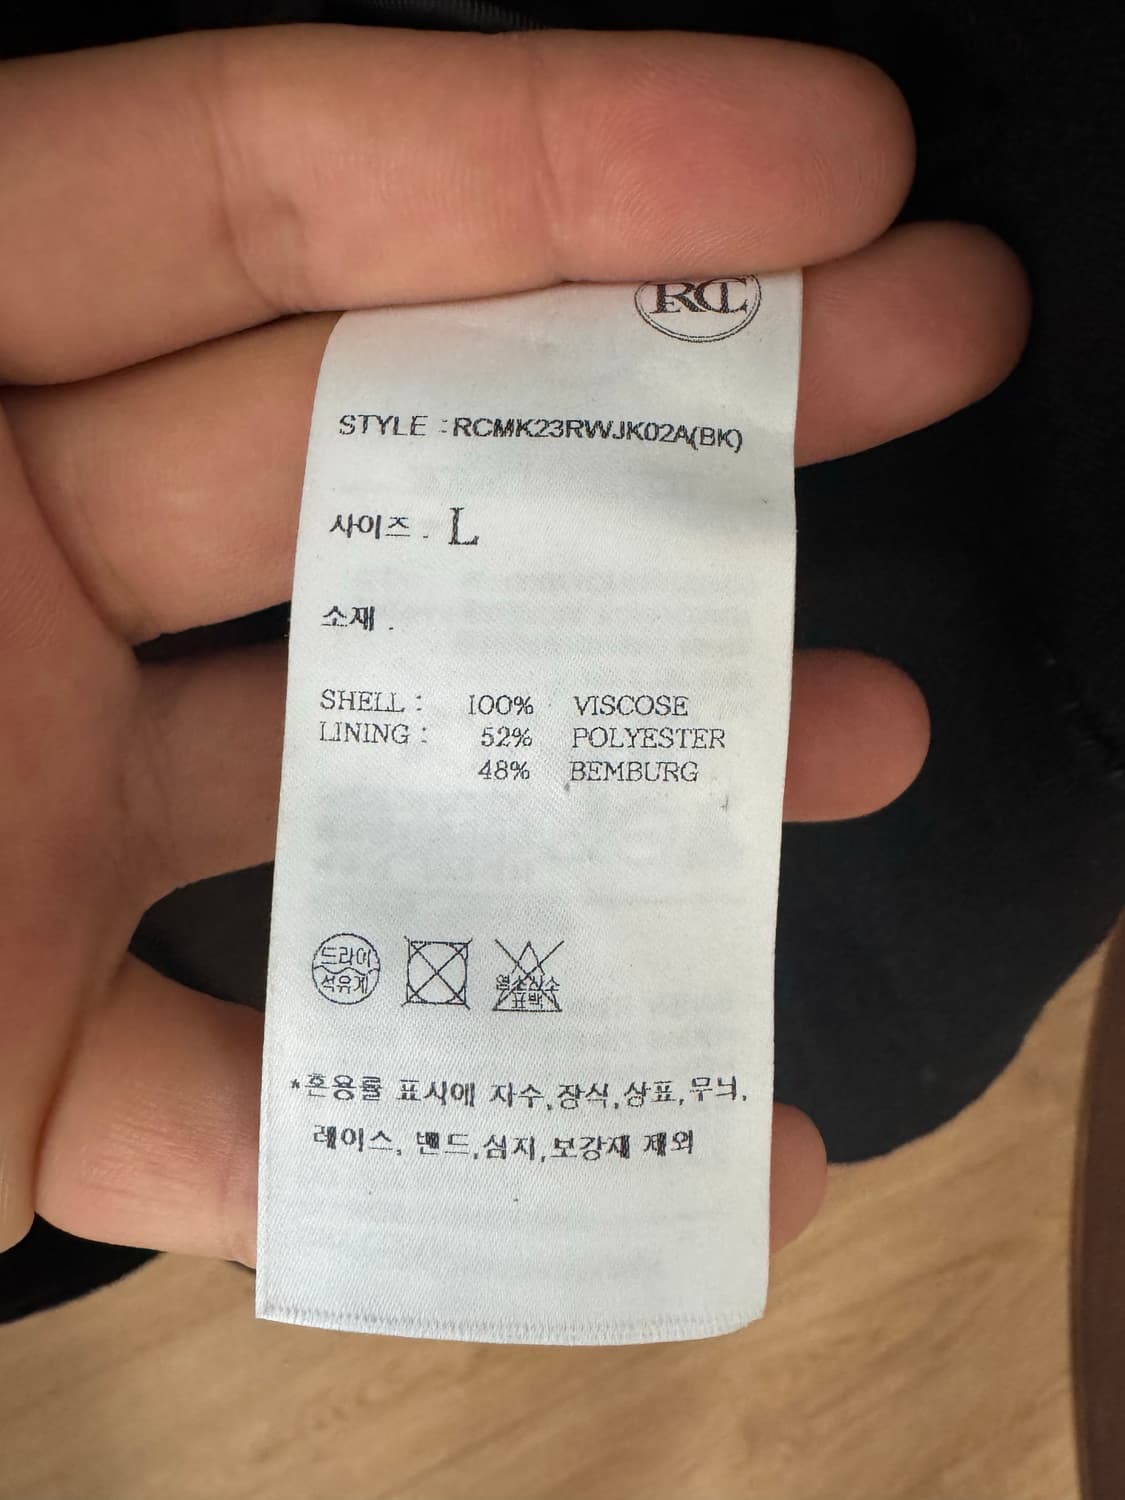 RCT
STYLE : RCMK23RWJK02A(BK)
사이즈 : L
소재 .
SHELL : 100% VISCOSE
LINING : 52% POLYESTER
48% BEMBURG
드라이
석유계
염소산소
표백
*혼용률 표시에 자수,장식,상표,무늬,
레이스, 밴드,심지,보강재 제외